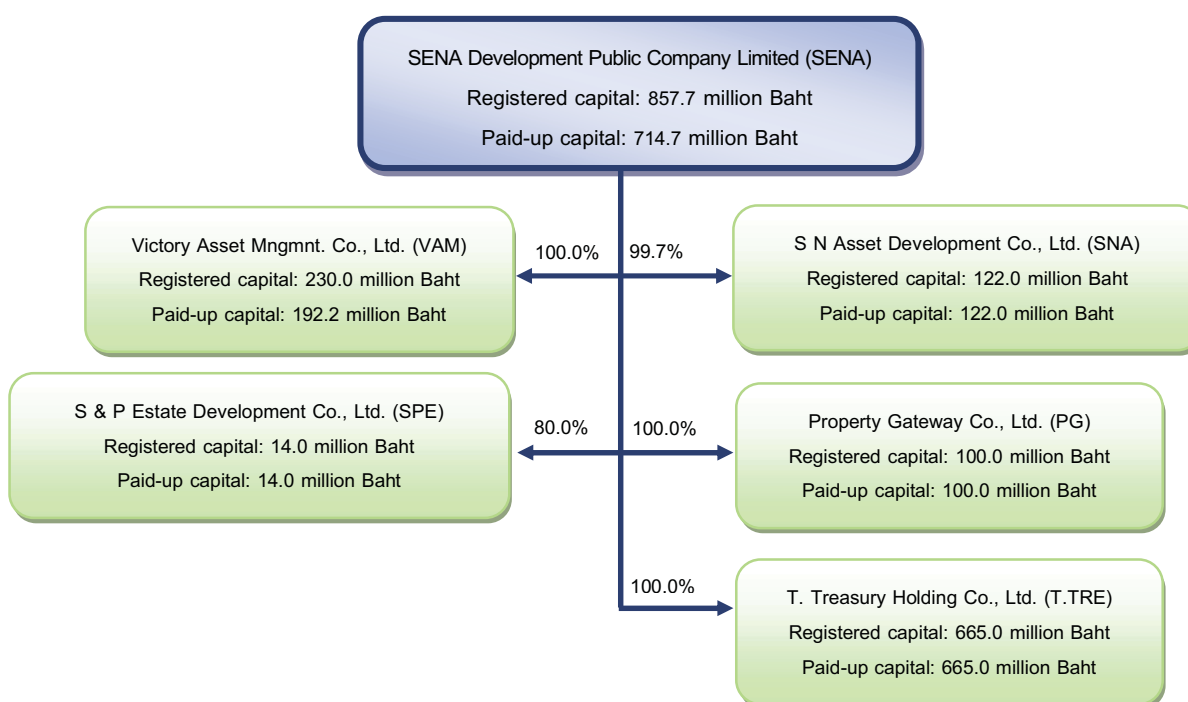 SENA Development Public Company Limited (SENA)
Registered capital: 857.7 million Baht
Paid-up capital: 714.7 million Baht
Victory Asset Mngmnt. Co., Ltd. (VAM)
Registered capital: 230.0 million Baht
Paid-up capital: 192.2 million Baht
100.0%
99.7%
S N Asset Development Co., Ltd. (SNA)
Registered capital: 122.0 million Baht
Paid-up capital: 122.0 million Baht
S & P Estate Development Co., Ltd. (SPE)
Registered capital: 14.0 million Baht
Paid-up capital: 14.0 million Baht
80.0%
100.0%
Property Gateway Co., Ltd. (PG)
Registered capital: 100.0 million Baht
Paid-up capital: 100.0 million Baht
100.0%
T. Treasury Holding Co., Ltd. (T.TRE)
Registered capital: 665.0 million Baht
Paid-up capital: 665.0 million Baht